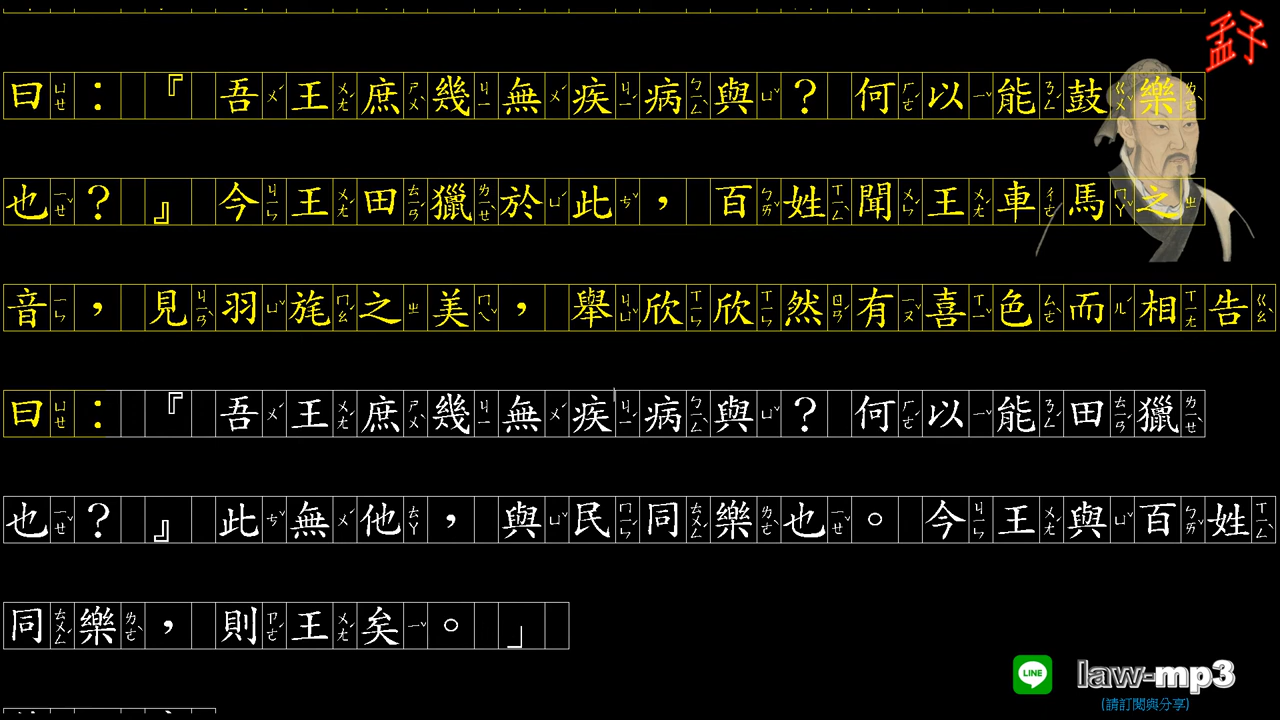 孟子
曰：『吾王庶幾無疾病與？何以能鼓樂
也？』今王田獵於此，百姓聞王車馬之
音，見羽旄之美，舉欣欣然有喜色而相告
曰：『吾王庶幾無疾病與？何以能田獵
也？』此無他，與民同樂也。今王與百姓
同樂，則王矣。」
LINE
law-mp3
(請訂閱與分享)